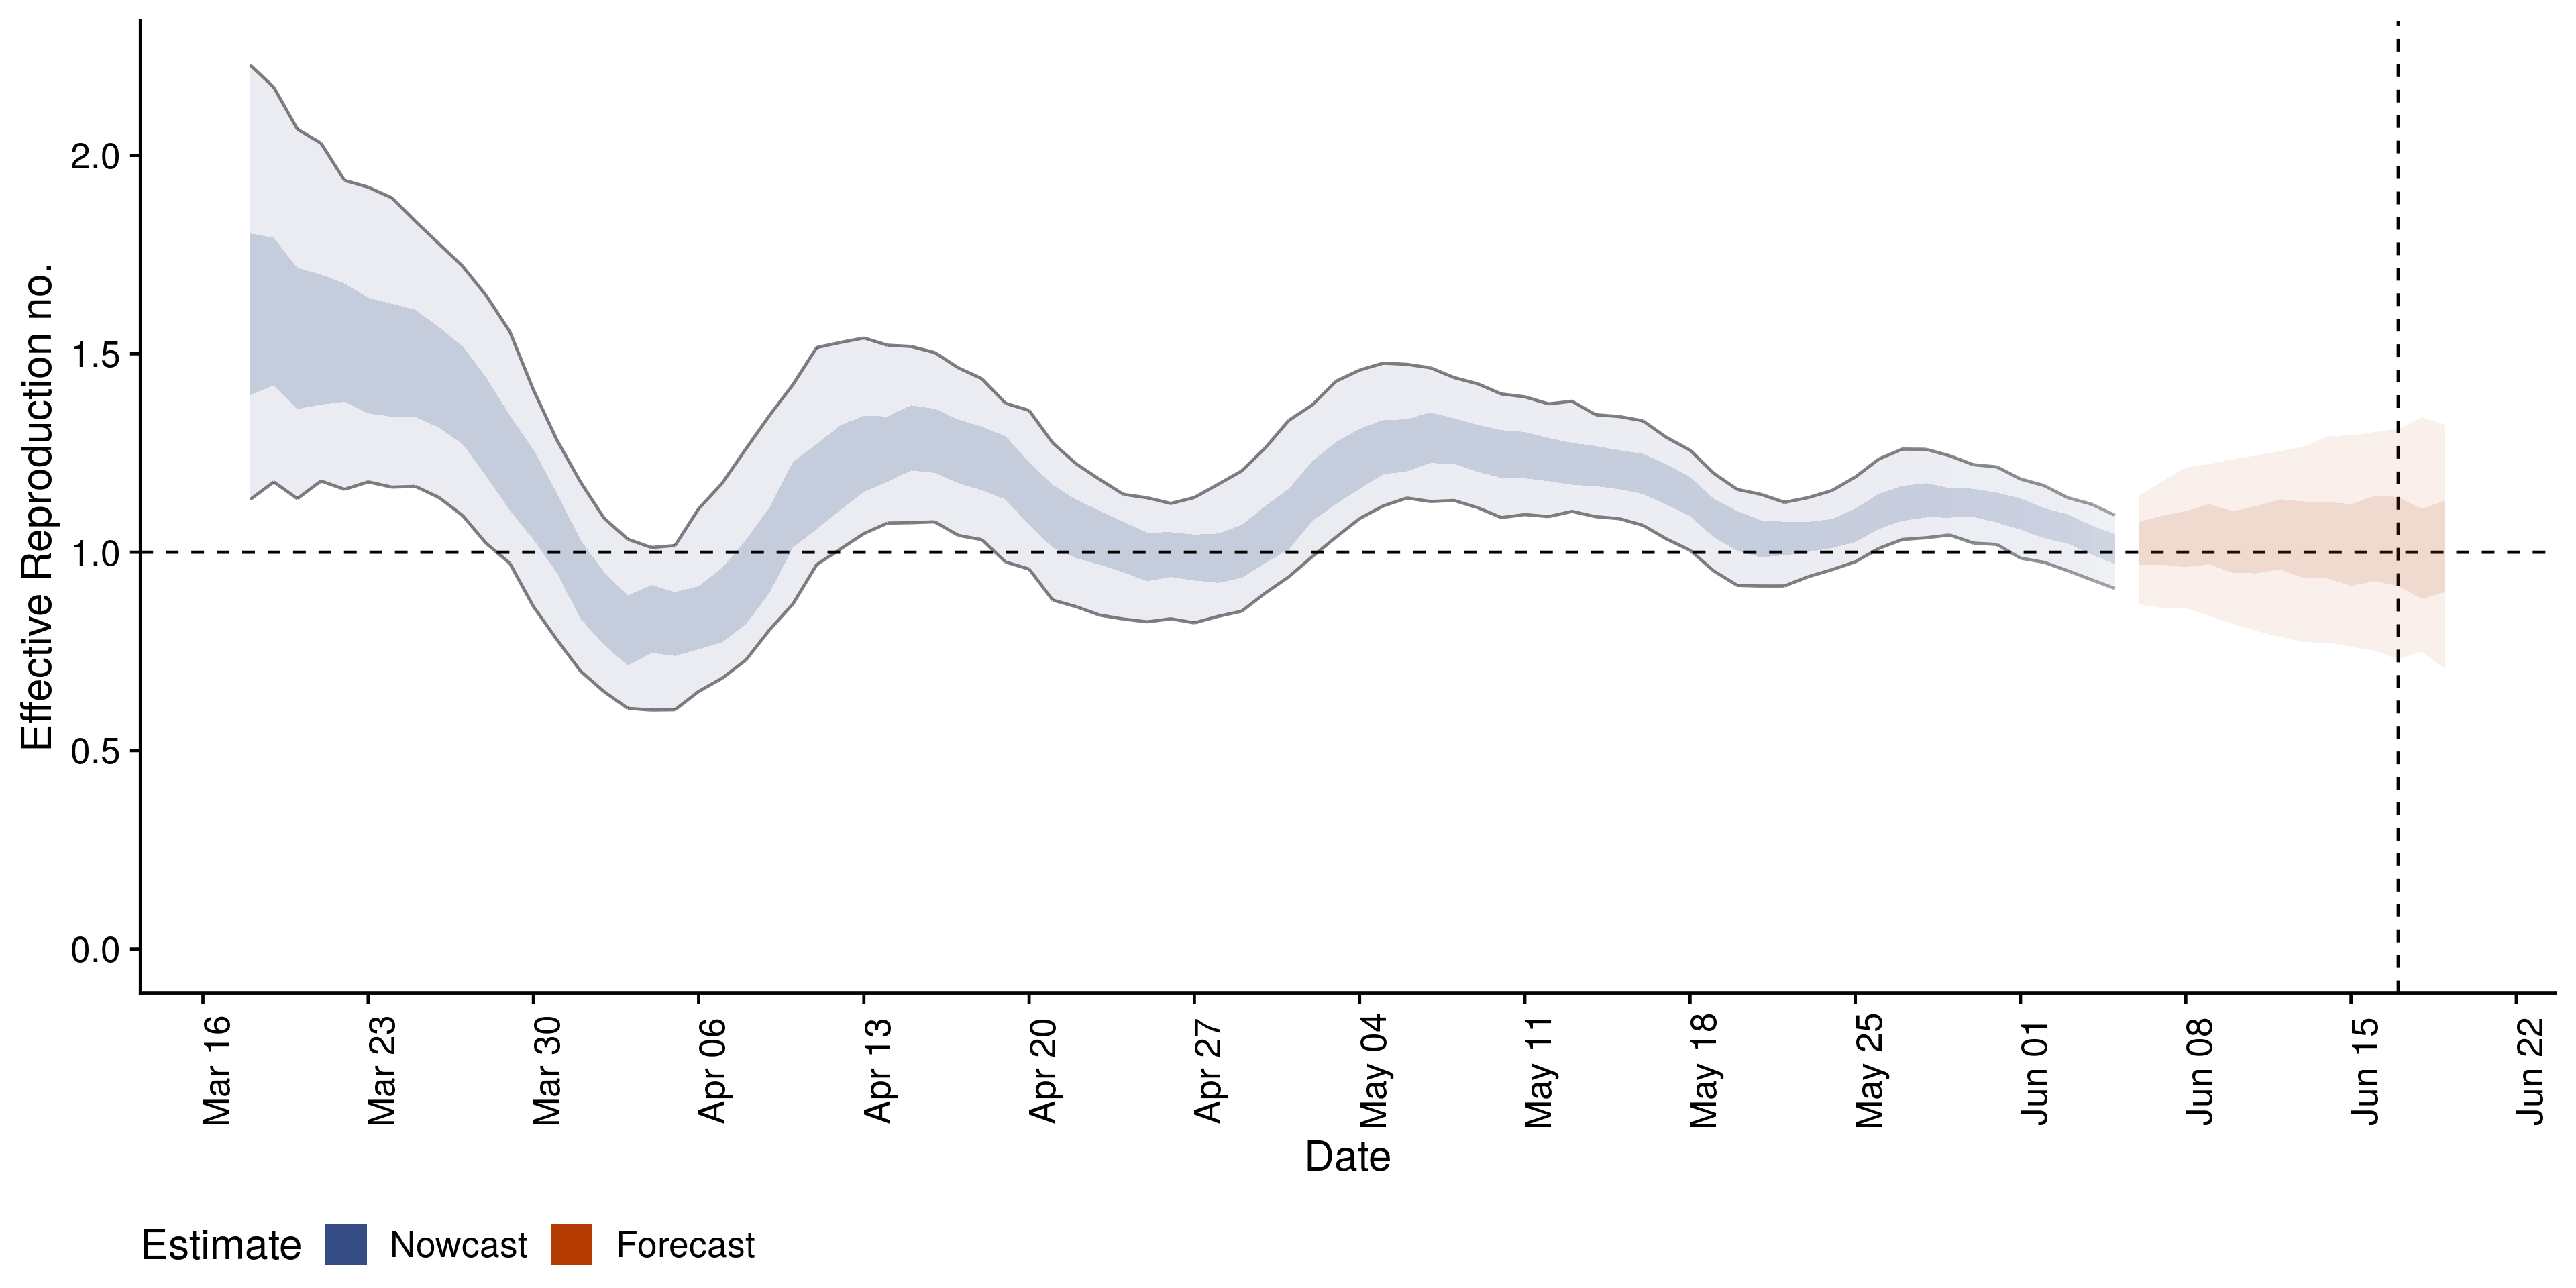 Effective Reproduction no.
2.0
1.5
1.0
0.5
0.0
Mar 16
Mar 23
Mar 30
Apr 06
Apr 13
Apr 20
Apr 27
May 04
May 11
May 18
May 25
Jun 01
Jun 08
Jun 15
Jun 22
Date
Estimate Nowcast Forecast